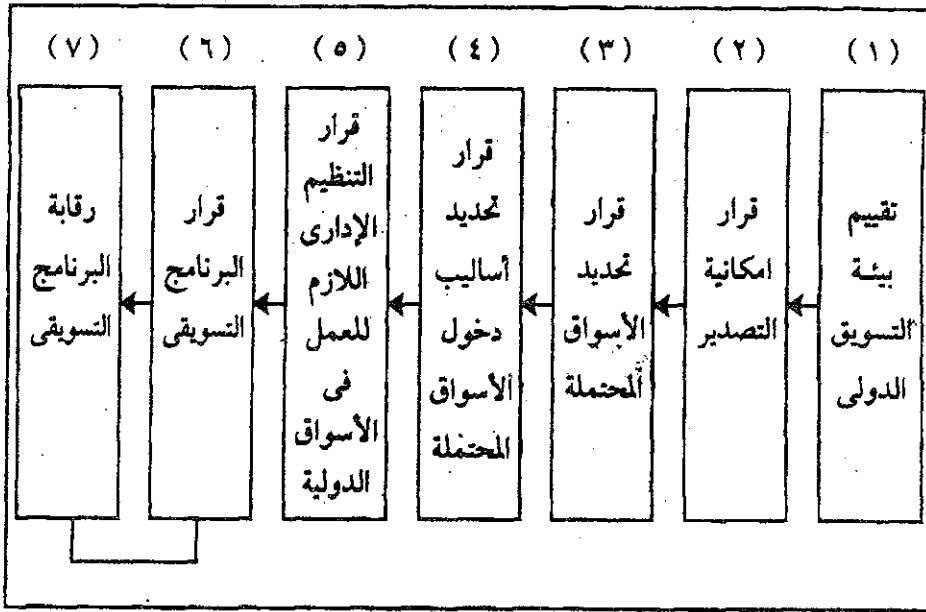 (١)
تقييم
بيئة
التسويق
الدولى
(٢)
قرار
امكانية
التصدير
(٣)
قرار
تحديد
الأسواق
المحتملة
(٤)
قرار
تحديد
أساليب
دخول
الأسواق
المحتملة
(٥)
قرار
التنظيم
الإدارى
اللازم
للعمل
فى
الأسواق
الدولية
(٦)
قرار
البرنامج
التسويقى
(٧)
رقابة
البرنامج
التسويقى